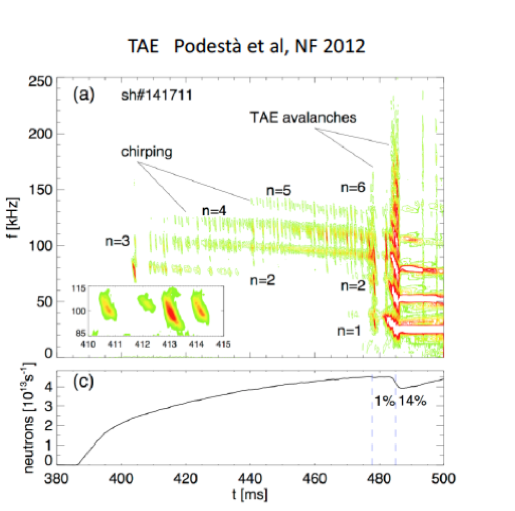 TAE Podestà et al, NF 2012
250
(a) sh#141711
TAE avalanches
200
chirping
150
n=5
n=6
n=4
n=3
100
n=2
n=2
115
100
85
50
n=1
0
410 411 412 413 414 415
f [kHz]
(c)
4
3
2
1
0
1% 14%
neutrons [10¹³s⁻¹]
380 400 420 440 460 480 500
t [ms]